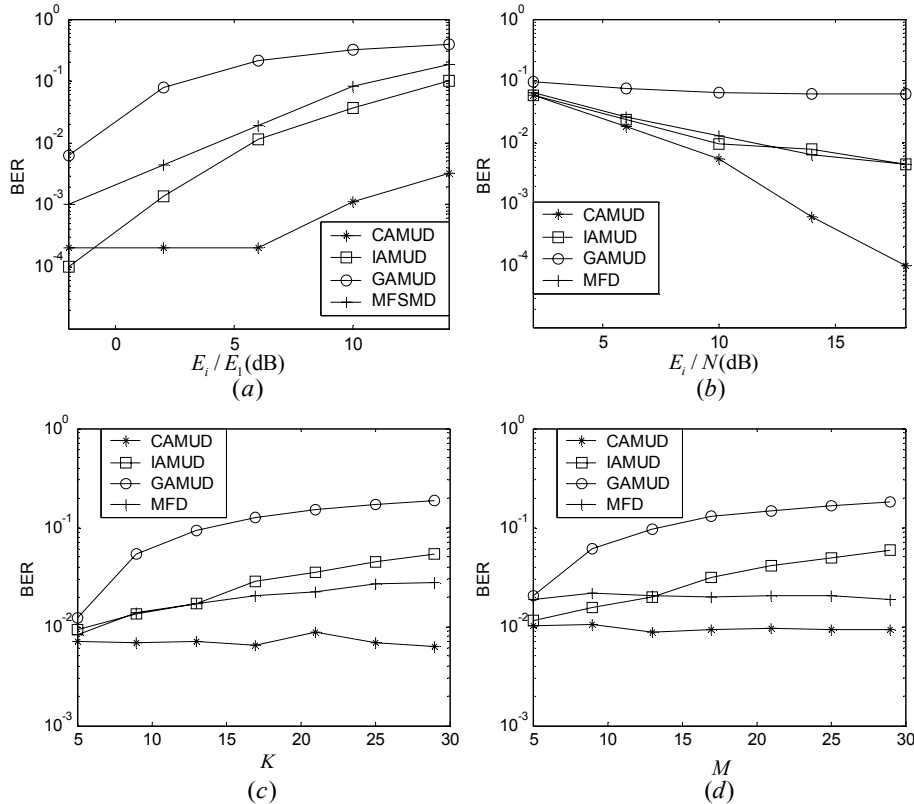 10^0
10^-1
10^-2
10^-3
10^-4
BER
0 5 10
E_i / E_1 (dB)
CAMUD
IAMUD
GAMUD
MFSMD
(a)
10^0
10^-1
10^-2
10^-3
10^-4
BER
5 10 15
E_i / N (dB)
CAMUD
IAMUD
GAMUD
MFD
(b)
10^0
10^-1
10^-2
10^-3
BER
5 10 15 20 25 30
K
CAMUD
IAMUD
GAMUD
MFD
(c)
10^0
10^-1
10^-2
10^-3
BER
5 10 15 20 25 30
M
CAMUD
IAMUD
GAMUD
MFD
(d)